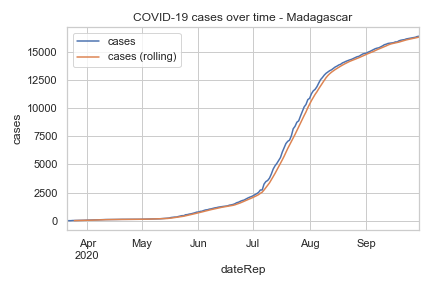 COVID-19 cases over time - Madagascar
cases
cases (rolling)
15000
12500
10000
7500
5000
2500
0
cases
Apr May Jun Jul Aug Sep
2020
dateRep